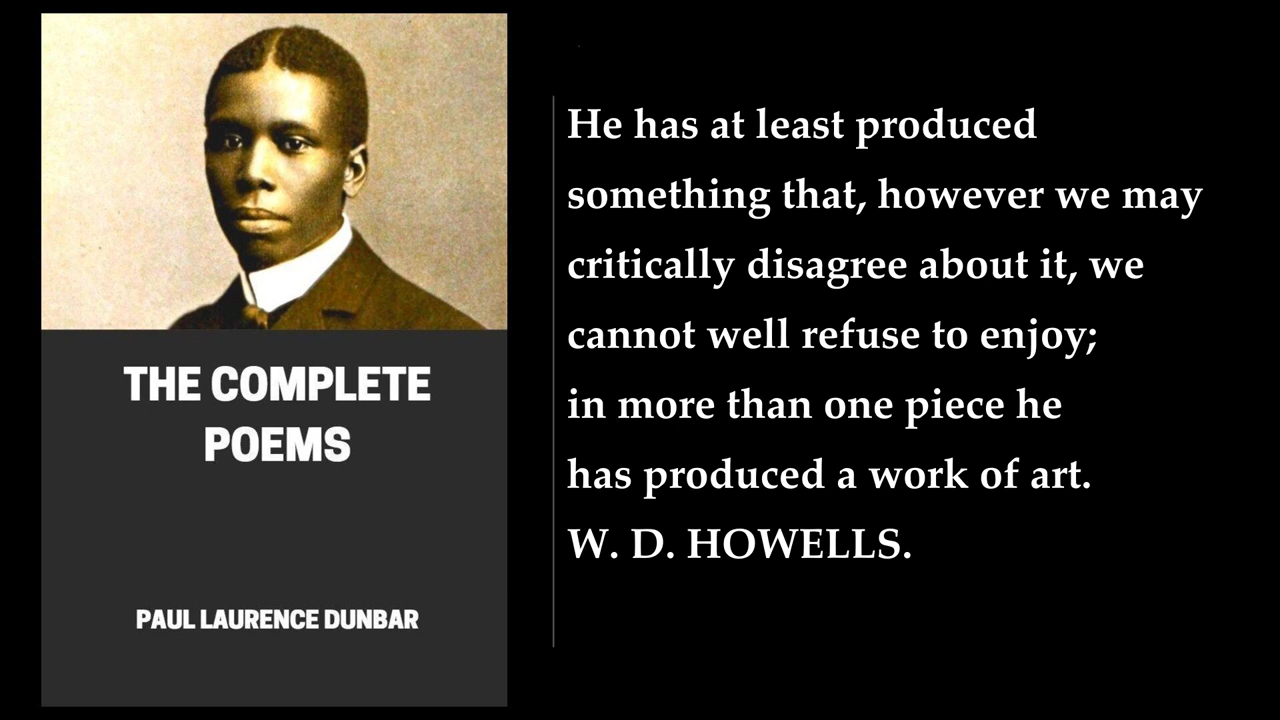 THE COMPLETE
POEMS
PAUL LAURENCE DUNBAR
He has at least produced
something that, however we may
critically disagree about it, we
cannot well refuse to enjoy;
in more than one piece he
has produced a work of art.
W. D. HOWELLS.